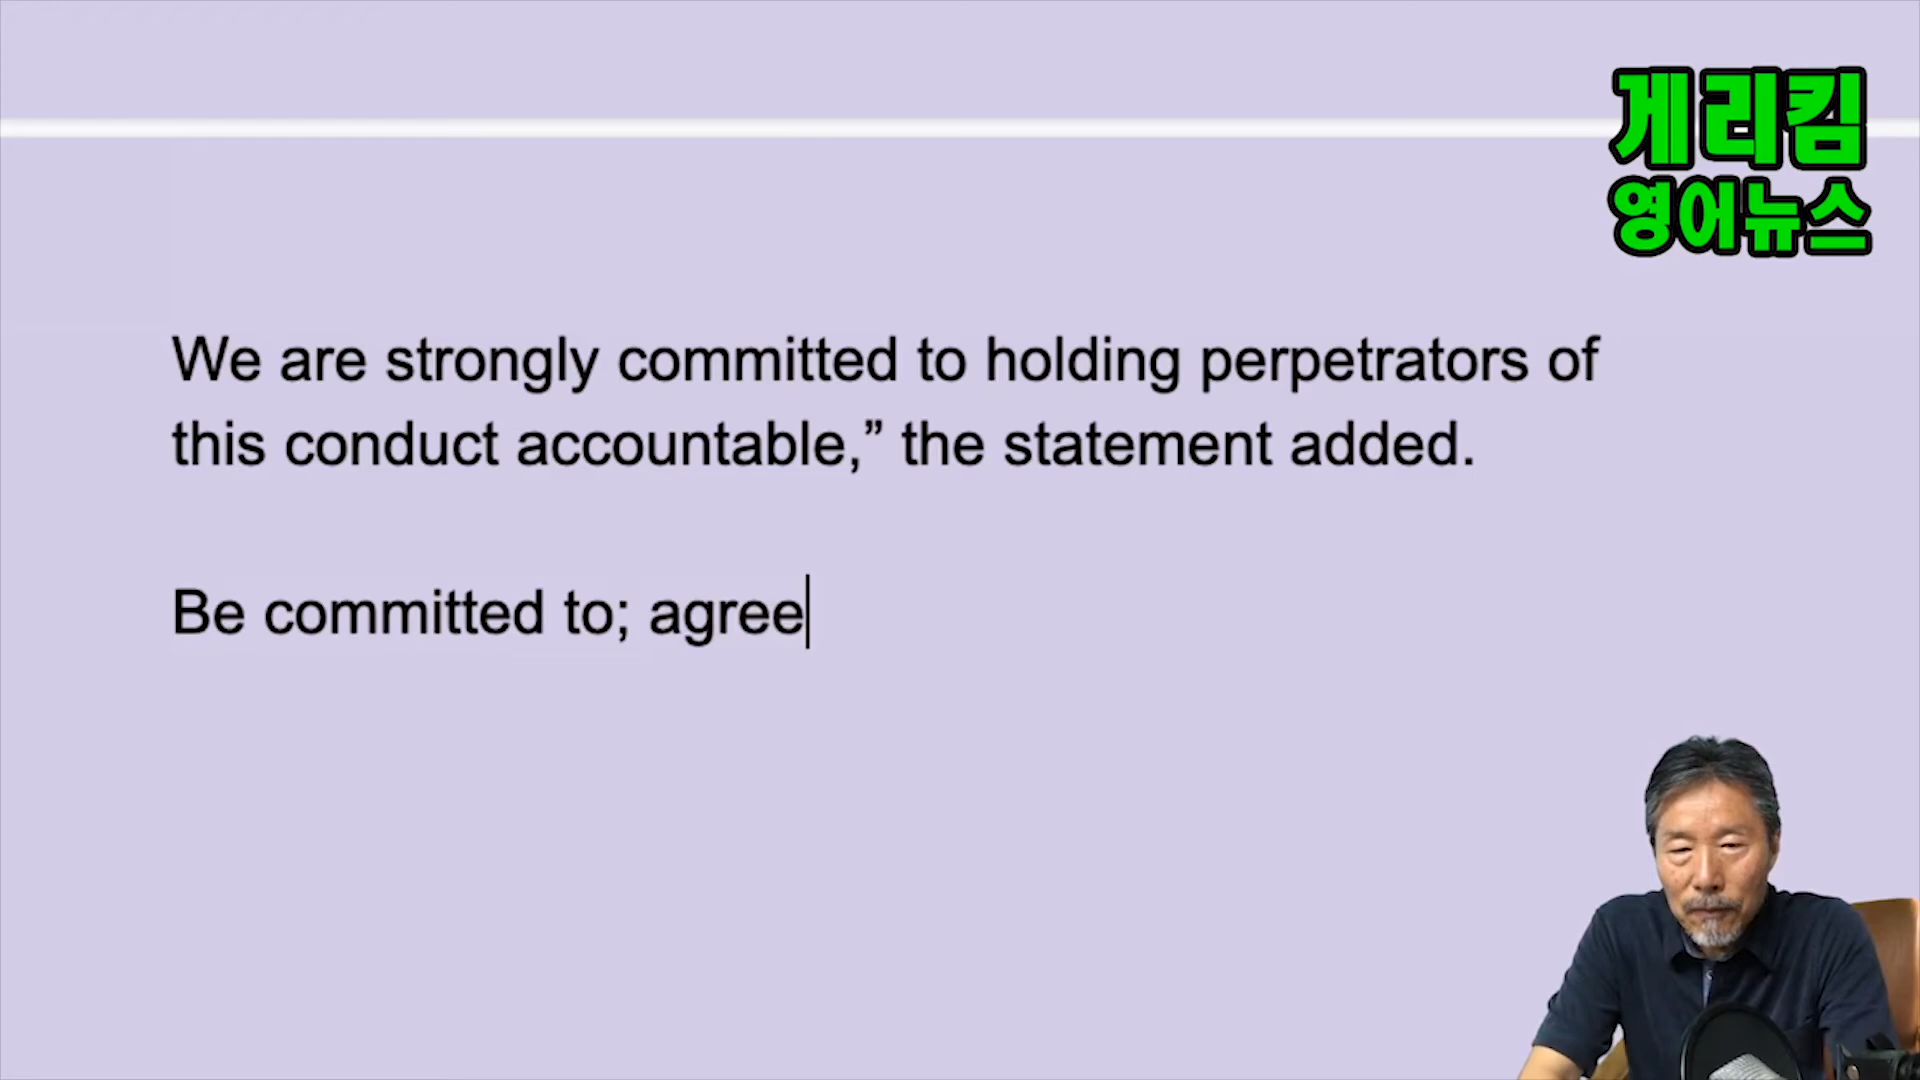 게리킴
영어뉴스
We are strongly committed to holding perpetrators of
this conduct accountable,” the statement added.
Be committed to; agree